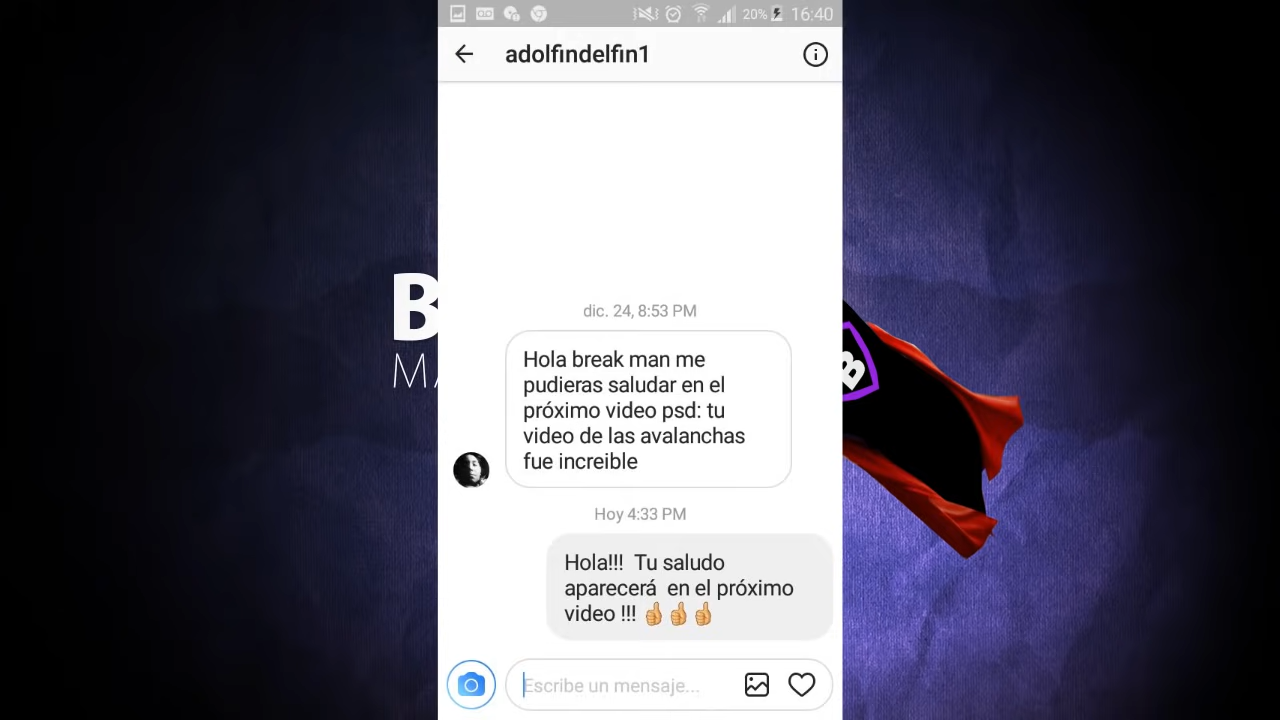 20% 16:40
adolfindelfin1
dic. 24, 8:53 PM
Hola break man me
pudieras saludar en el
próximo video psd: tu
video de las avalanchas
fue increible
Hoy 4:33 PM
Hola!!! Tu saludo
aparecerá en el próximo
video !!! 👍👍👍
Escribe un mensaje...
B
MA
B